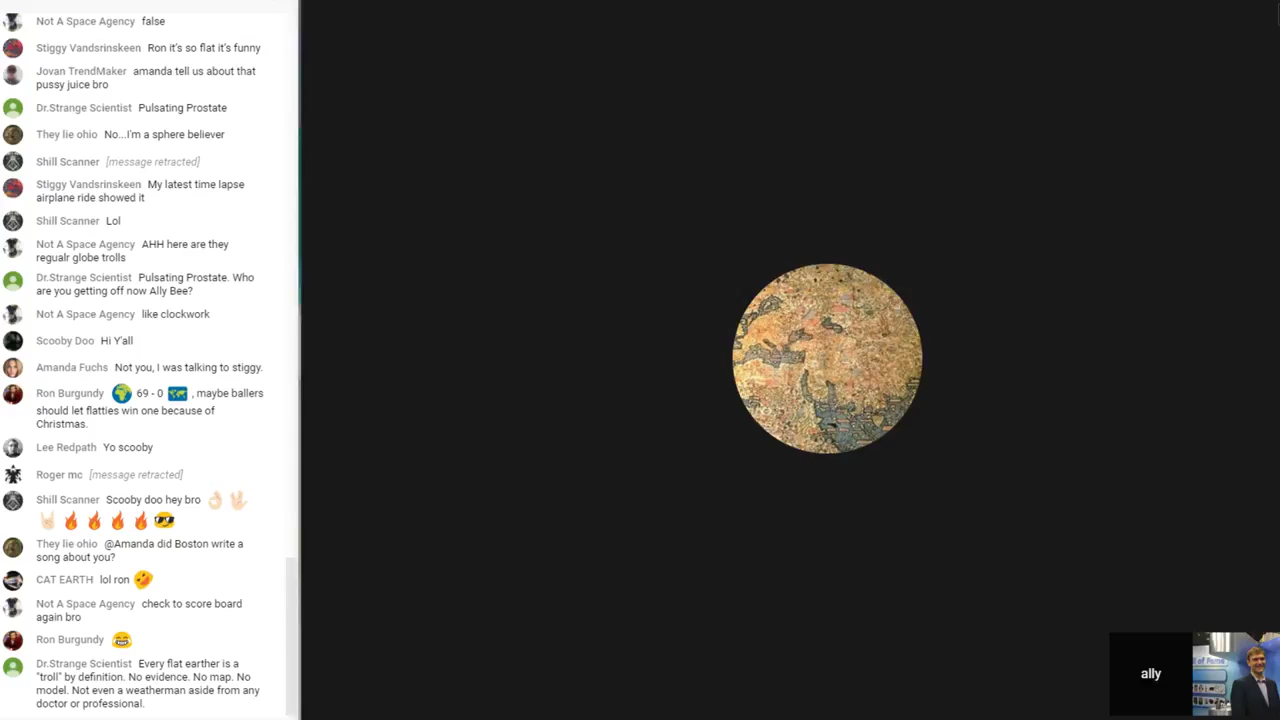 Not A Space Agency false
Stiggy Vandsrinskeen Ron it's so flat it's funny
Jovan TrendMaker amanda tell us about that
pussy juice bro
Dr.Strange Scientist Pulsating Prostate
They lie ohio No...I'm a sphere believer
Shill Scanner [message retracted]
Stiggy Vandsrinskeen My latest time lapse
airplane ride showed it
Shill Scanner Lol
Not A Space Agency AHH here are they
regualr globe trolls
Dr.Strange Scientist Pulsating Prostate. Who
are you getting off now Ally Bee?
Not A Space Agency like clockwork
Scooby Doo Hi Y'all
Amanda Fuchs Not you, I was talking to stiggy.
Ron Burgundy 🌍 69 - 0 🗺️ , maybe ballers
should let flatties win one because of
Christmas.
Lee Redpath Yo scooby
Roger mc [message retracted]
Shill Scanner Scooby doo hey bro 👌🏻 🖖🏻
🤘🏻 🔥 🔥 🔥 🔥 😎
They lie ohio @Amanda did Boston write a
song about you?
CAT EARTH lol ron 🤣
Not A Space Agency check to score board
again bro
Ron Burgundy 😂
Dr.Strange Scientist Every flat earther is a
"troll" by definition. No evidence. No map. No
model. Not even a weatherman aside from any
doctor or professional.
ally
of Fame